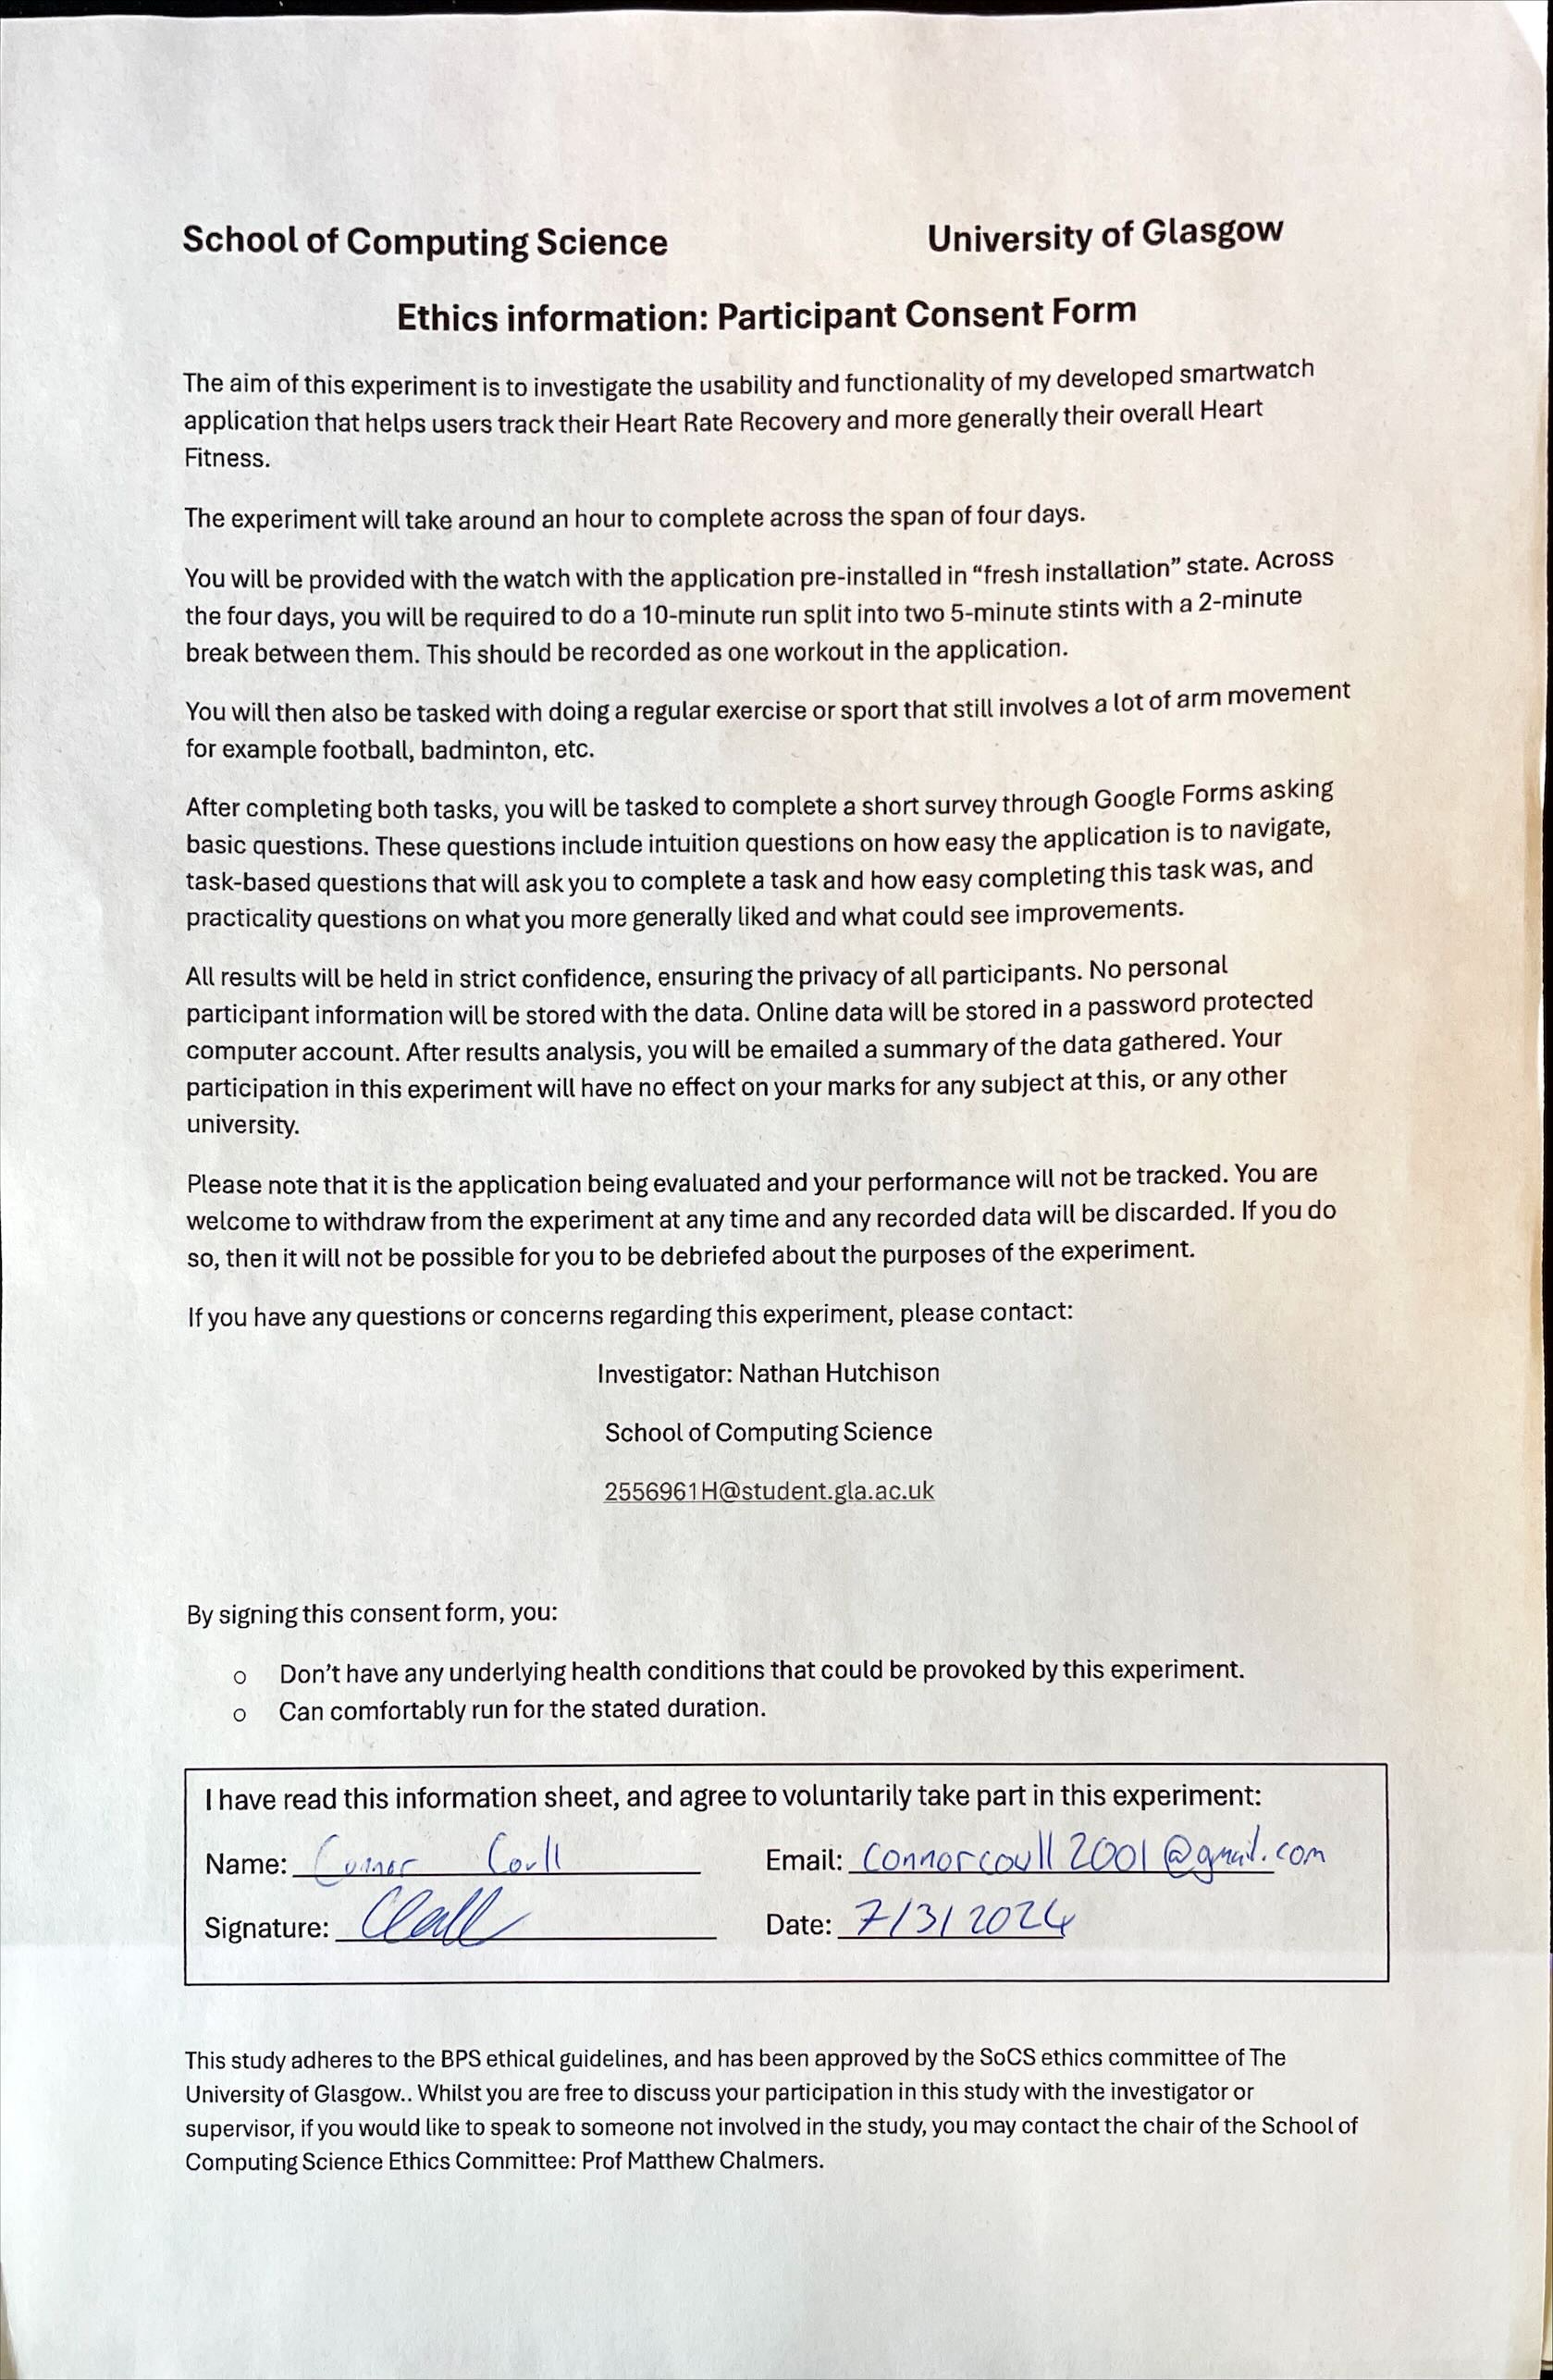 School of Computing Science University of Glasgow
Ethics information: Participant Consent Form
The aim of this experiment is to investigate the usability and functionality of my developed smartwatch
application that helps users track their Heart Rate Recovery and more generally their overall Heart
Fitness.
The experiment will take around an hour to complete across the span of four days.
You will be provided with the watch with the application pre-installed in “fresh installation” state. Across
the four days, you will be required to do a 10-minute run split into two 5-minute stints with a 2-minute
break between them. This should be recorded as one workout in the application.
You will then also be tasked with doing a regular exercise or sport that still involves a lot of arm movement
for example football, badminton, etc.
After completing both tasks, you will be tasked to complete a short survey through Google Forms asking
basic questions. These questions include intuition questions on how easy the application is to navigate,
task-based questions that will ask you to complete a task and how easy completing this task was, and
practicality questions on what you more generally liked and what could see improvements.
All results will be held in strict confidence, ensuring the privacy of all participants. No personal
participant information will be stored with the data. Online data will be stored in a password protected
computer account. After results analysis, you will be emailed a summary of the data gathered. Your
participation in this experiment will have no effect on your marks for any subject at this, or any other
university.
Please note that it is the application being evaluated and your performance will not be tracked. You are
welcome to withdraw from the experiment at any time and any recorded data will be discarded. If you do
so, then it will not be possible for you to be debriefed about the purposes of the experiment.
If you have any questions or concerns regarding this experiment, please contact:
Investigator: Nathan Hutchison
School of Computing Science
2556961H@student.gla.ac.uk
By signing this consent form, you:
o Don’t have any underlying health conditions that could be provoked by this experiment.
o Can comfortably run for the stated duration.
I have read this information sheet, and agree to voluntarily take part in this experiment:
Name: Connor Coull Email: connorcoull2001@gmail.com
Signature: Date: 7/3/2024
This study adheres to the BPS ethical guidelines, and has been approved by the SoCS ethics committee of The
University of Glasgow.. Whilst you are free to discuss your participation in this study with the investigator or
supervisor, if you would like to speak to someone not involved in the study, you may contact the chair of the School of
Computing Science Ethics Committee: Prof Matthew Chalmers.